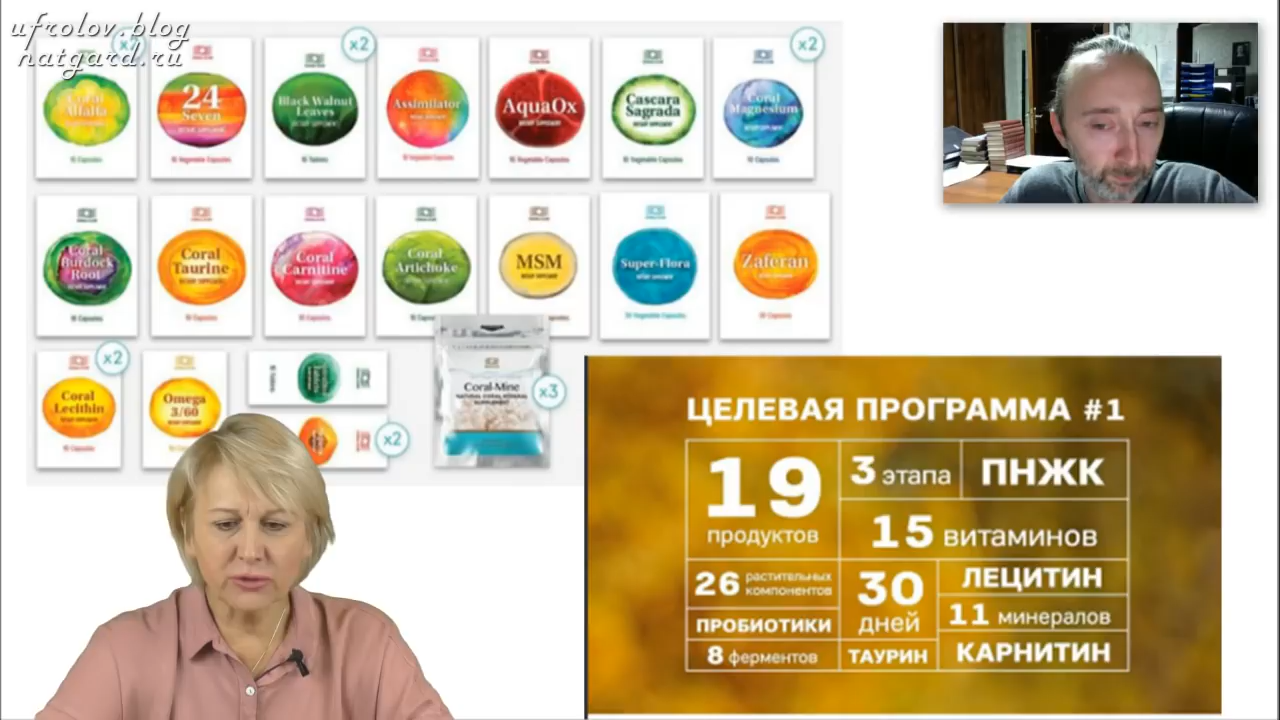 ufrolov.blog
natgard.ru
x2
x2
x2
Coral
Alfalfa
24
Seven
Black Walnut
Leaves
Assimilator
AquaOx
Cascara
Sagrada
Coral
Magnesium
Coral
Burdock
Root
Coral
Taurine
Coral
Carnitine
Coral
Artichoke
MSM
Super-Flora
Zaferan
x2
Coral
Lecithin
Omega
3/60
x2
Coral-Mine
x3
ЦЕЛЕВАЯ ПРОГРАММА #1
19
продуктов
3 этапа
ПНЖК
15 витаминов
26 растительных
компонентов
30
дней
ЛЕЦИТИН
11 минералов
ПРОБИОТИКИ
8 ферментов
ТАУРИН
КАРНИТИН